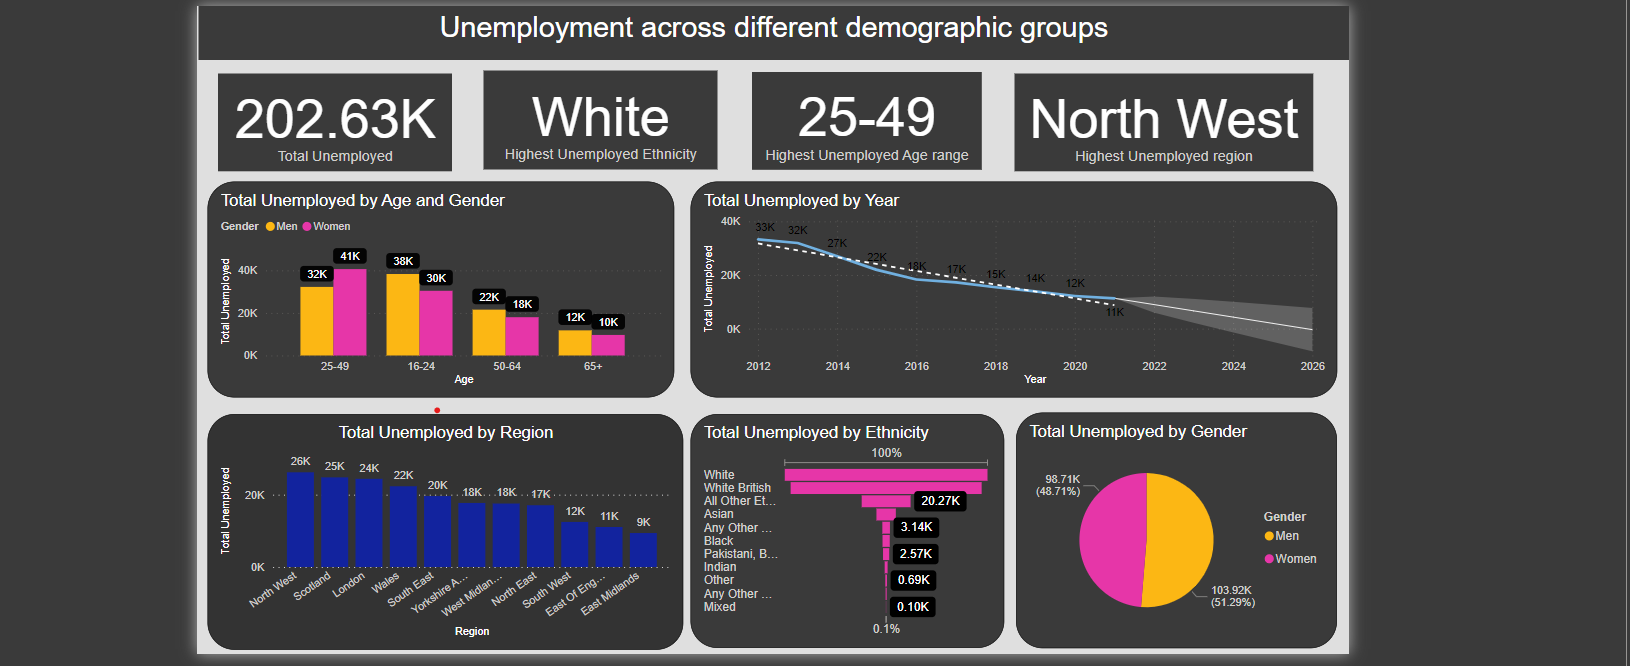 Unemployment across different demographic groups
202.63K
Total Unemployed
White
Highest Unemployed Ethnicity
25-49
Highest Unemployed Age range
North West
Highest Unemployed region
Total Unemployed by Age and Gender
Gender Men Women
Total Unemployed
40K
20K
0K
32K
41K
38K
30K
22K
18K
12K
10K
25-49
16-24
50-64
65+
Age
Total Unemployed by Year
Total Unemployed
40K
20K
0K
33K
32K
27K
22K
18K
17K
15K
14K
12K
11K
2012
2014
2016
2018
2020
2022
2024
2026
Year
Total Unemployed by Region
Total Unemployed
20K
0K
26K
25K
24K
22K
20K
18K
18K
17K
12K
11K
9K
North West
Scotland
London
Wales
South East
Yorkshire A...
West Midlan...
North East
South West
East Of Eng...
East Midlands
Region
Total Unemployed by Ethnicity
100%
White
White British
All Other Et...
20.27K
Asian
Any Other ...
3.14K
Black
Pakistani, B...
2.57K
Indian
Other
0.69K
Any Other ...
Mixed
0.10K
0.1%
Total Unemployed by Gender
98.71K
(48.71%)
103.92K
(51.29%)
Gender
Men
Women